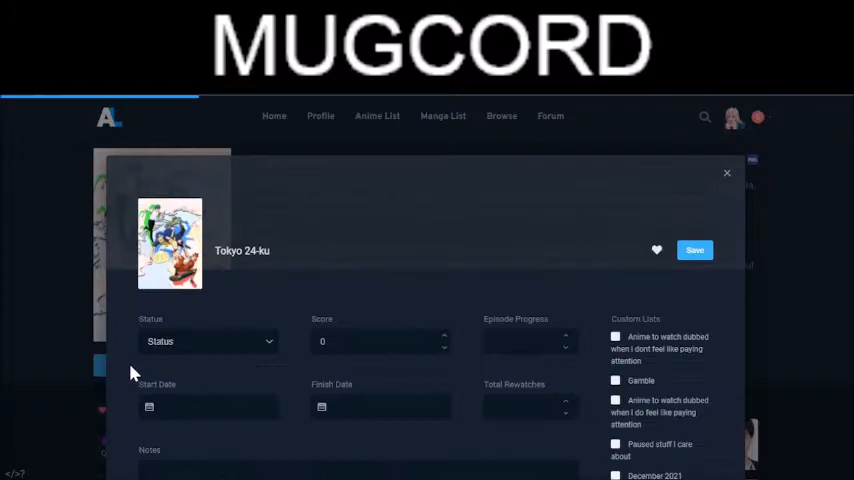 MUGCORD
AL
Home Profile Anime List Manga List Browse Forum
Tokyo 24-ku
Save
Status Score Episode Progress Custom Lists
Status 0
Anime to watch dubbed
when i dont feel like paying
attention
Start Date Finish Date Total Rewatches
Gamble
Anime to watch dubbed
when I do feel like paying
attention
Paused stuff I care
about
Notes
December 2021
</?